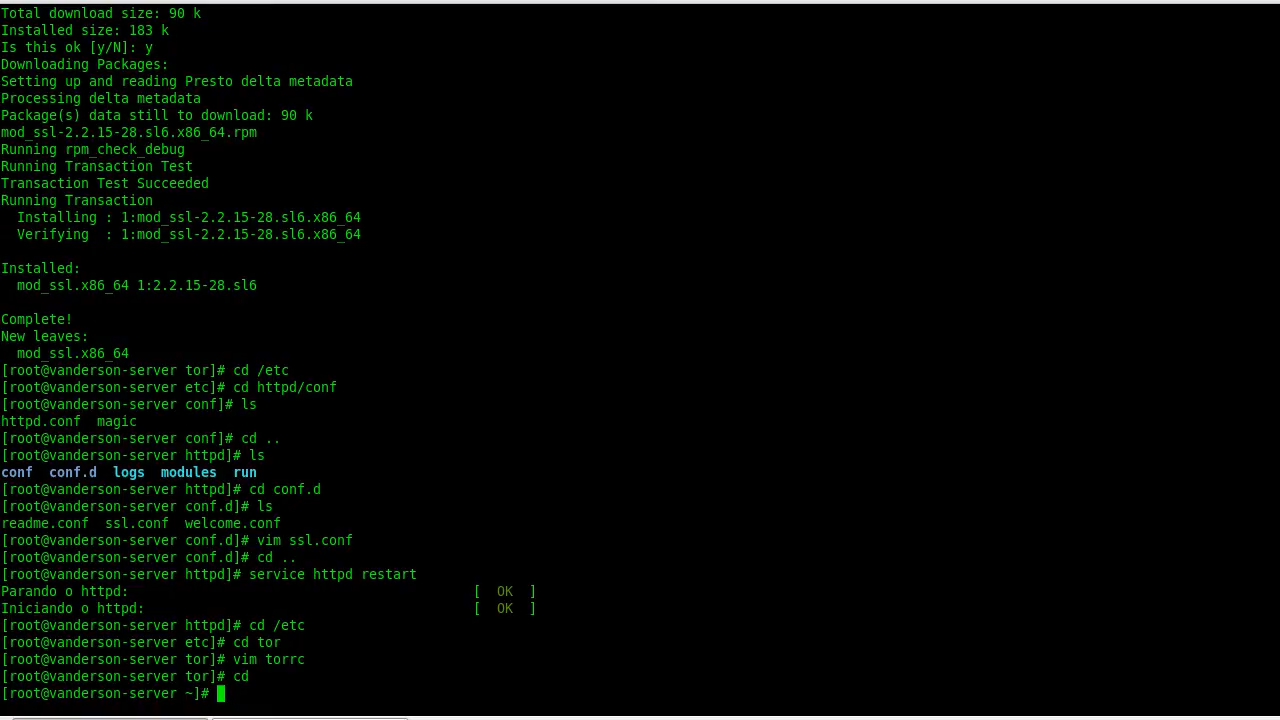 Total download size: 90 k
Installed size: 183 k
Is this ok [y/N]: y
Downloading Packages:
Setting up and reading Presto delta metadata
Processing delta metadata
Package(s) data still to download: 90 k
mod_ssl-2.2.15-28.sl6.x86_64.rpm
Running rpm_check_debug
Running Transaction Test
Transaction Test Succeeded
Running Transaction
  Installing : 1:mod_ssl-2.2.15-28.sl6.x86_64
  Verifying  : 1:mod_ssl-2.2.15-28.sl6.x86_64

Installed:
  mod_ssl.x86_64 1:2.2.15-28.sl6

Complete!
New leaves:
  mod_ssl.x86_64
[root@vanderson-server tor]# cd /etc
[root@vanderson-server etc]# cd httpd/conf
[root@vanderson-server conf]# ls
httpd.conf  magic
[root@vanderson-server conf]# cd ..
[root@vanderson-server httpd]# ls
conf  conf.d  logs  modules  run
[root@vanderson-server httpd]# cd conf.d
[root@vanderson-server conf.d]# ls
readme.conf  ssl.conf  welcome.conf
[root@vanderson-server conf.d]# vim ssl.conf
[root@vanderson-server conf.d]# cd ..
[root@vanderson-server httpd]# service httpd restart
Parando o httpd:                                           [  OK  ]
Iniciando o httpd:                                         [  OK  ]
[root@vanderson-server httpd]# cd /etc
[root@vanderson-server etc]# cd tor
[root@vanderson-server tor]# vim torrc
[root@vanderson-server tor]# cd
[root@vanderson-server ~]#